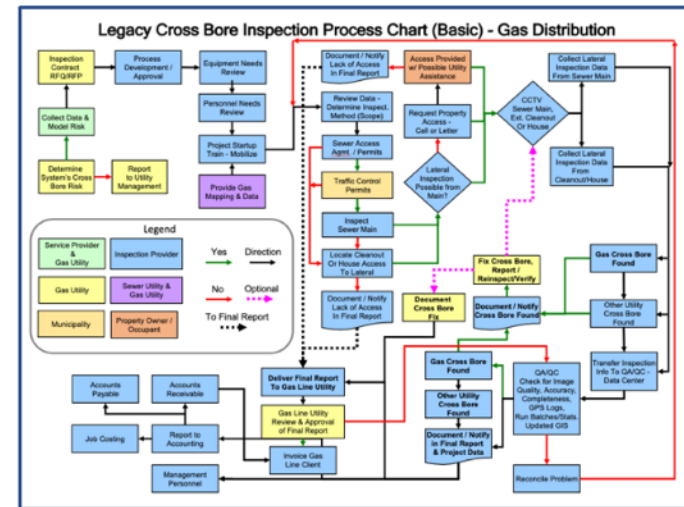 Legacy Cross Bore Inspection Process Chart (Basic) - Gas Distribution
Inspection
Contract
RFQ/RFP
Process
Development /
Approval
Equipment Needs
Review
Personnel Needs
Review
Project Startup
Train - Mobilize
Provide Gas
Mapping & Data
Collect Data &
Model Risk
Determine
System's Cross
Bore Risk
Report to
Utility
Management
Document / Notify
Lack of Access
In Final Report
Review Data -
Determine Inspect.
Method (Scope)
Sewer Access
Agmt. / Permits
Traffic Control
Permits
Inspect
Sewer Main
Locate Cleanout
Or House Access
To Lateral
Document / Notify
Lack of Access
In Final Report
Access Provided
w/ Possible Utility
Assistance
Request Property
Access -
Call or Letter
Lateral
Inspection
Possible from
Main?
CCTV
Sewer Main,
Ext. Cleanout
Or House
Collect Lateral
Inspection Data
From Sewer Main
Collect Lateral
Inspection Data
From
Cleanout/House
Legend
Service Provider
&
Gas Utility
Inspection Provider
Gas Utility
Sewer Utility &
Gas Utility
Municipality
Property Owner /
Occupant
Yes
Direction
No
Optional
To Final Report
Fix Cross Bore,
Report /
Reinspect/Verify
Document
Cross Bore
Fix
Document / Notify
Cross Bore Found
Gas Cross Bore
Found
Other Utility
Cross Bore
Found
Transfer Inspection
Info To QA/QC -
Data Center
QA/QC
Check for Image
Quality, Accuracy,
Completeness,
GPS Logs,
Run Batches/Stats.
Updated GIS
Reconcile Problem
Gas Cross Bore
Found
Other Utility
Cross Bore
Found
Document / Notify
in Final Report
& Project Data
Deliver Final Report
To Gas Line Utility
Gas Line Utility
Review & Approval
of Final Report
Invoice Gas
Line Client
Accounts
Payable
Accounts
Receivable
Job Costing
Report to
Accounting
Management
Personnel